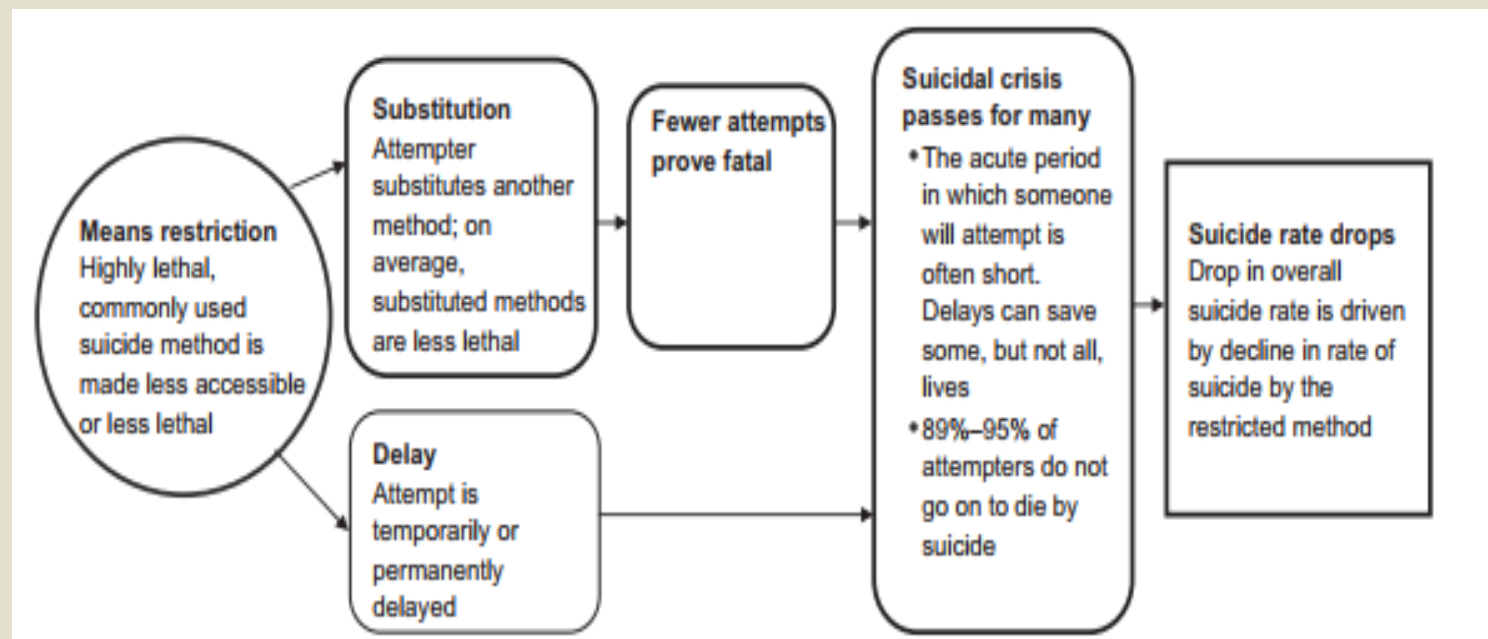 Means restriction
Highly lethal,
commonly used
suicide method is
made less accessible
or less lethal
Substitution
Attempter
substitutes another
method; on
average,
substituted methods
are less lethal
Delay
Attempt is
temporarily or
permanently
delayed
Fewer attempts
prove fatal
Suicidal crisis
passes for many
•The acute period
in which someone
will attempt is
often short.
Delays can save
some, but not all,
lives
•89%–95% of
attempters do not
go on to die by
suicide
Suicide rate drops
Drop in overall
suicide rate is driven
by decline in rate of
suicide by the
restricted method